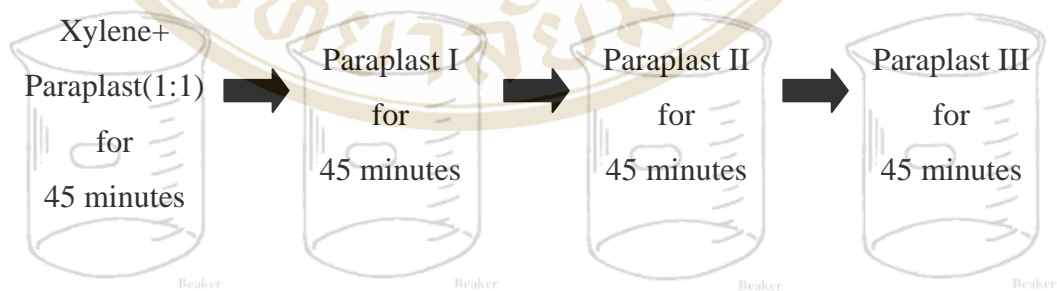 Xylene+
Paraplast(1:1)
for
45 minutes
Paraplast I
for
45 minutes
Paraplast II
for
45 minutes
Paraplast III
for
45 minutes
Beaker
Beaker
Beaker
Beaker